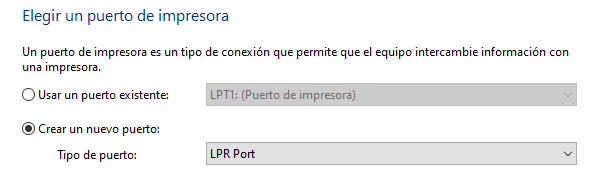 Elegir un puerto de impresora
Un puerto de impresora es un tipo de conexión que permite que el equipo intercambie información con
una impresora.
Usar un puerto existente: LPT1: (Puerto de impresora)
Crear un nuevo puerto:
Tipo de puerto: LPR Port